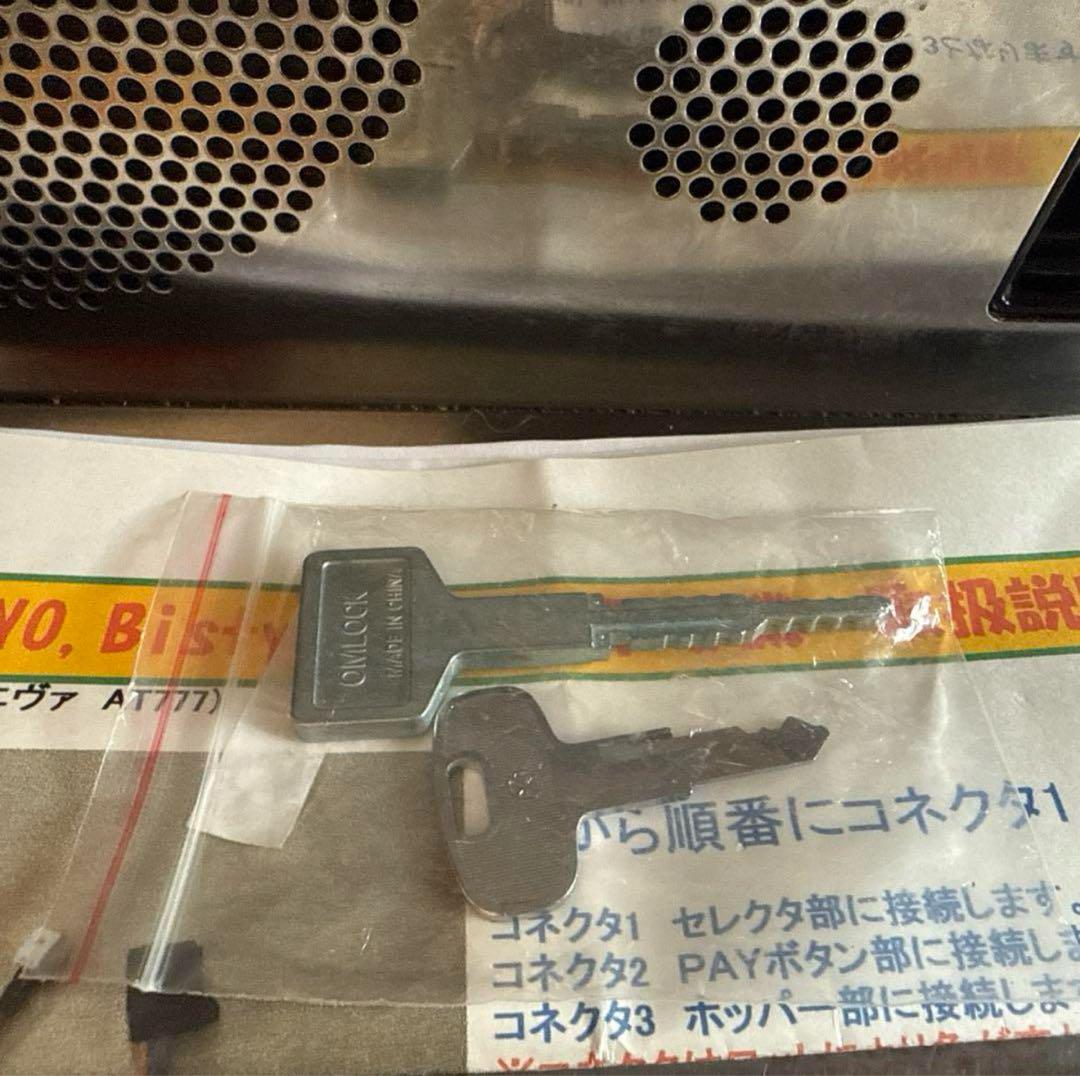 YO, Bisty
取扱説
エヴァ AT777)
OMLOCK
MADE IN CHINA
から順番にコネクタ1
コネクタ1 セレクタ部に接続します。
コネクタ2 PAYボタン部に接続しま
コネクタ3 ホッパー部に接続します